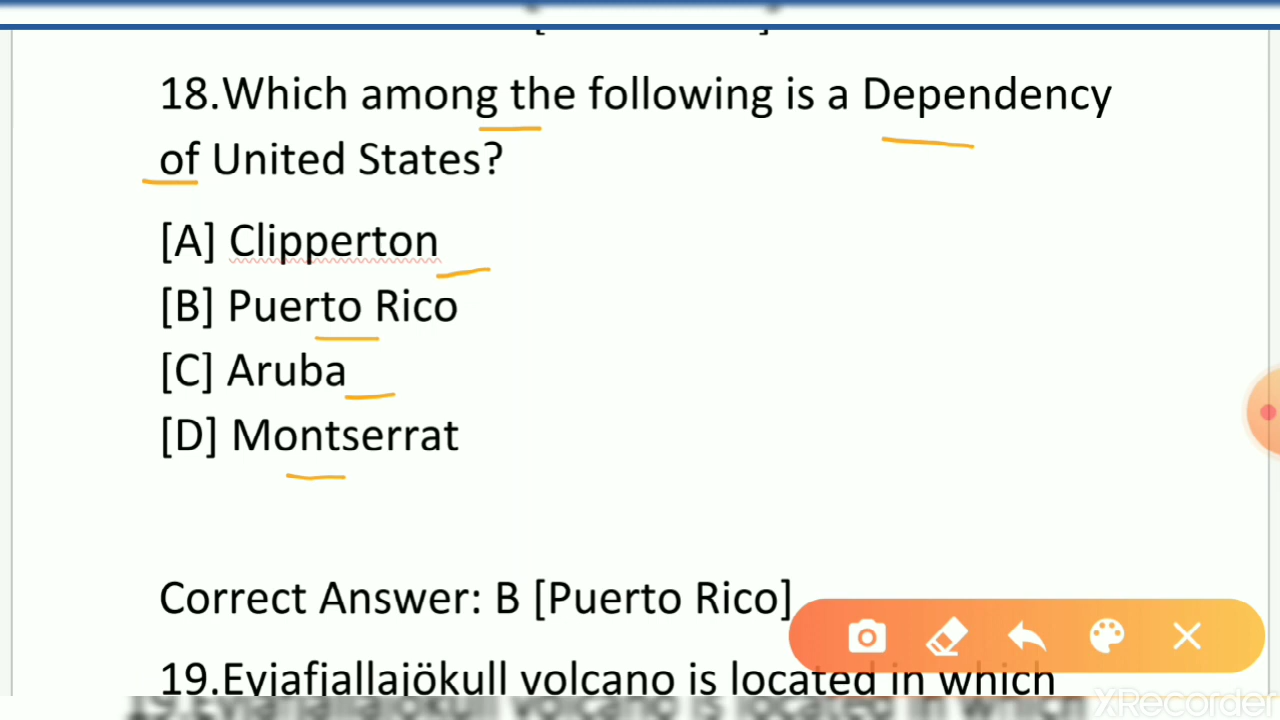 18.Which among the following is a Dependency
of United States?
[A] Clipperton
[B] Puerto Rico
[C] Aruba
[D] Montserrat
Correct Answer: B [Puerto Rico]
19.Eyjafjallajökull volcano is located in which
XRecorder